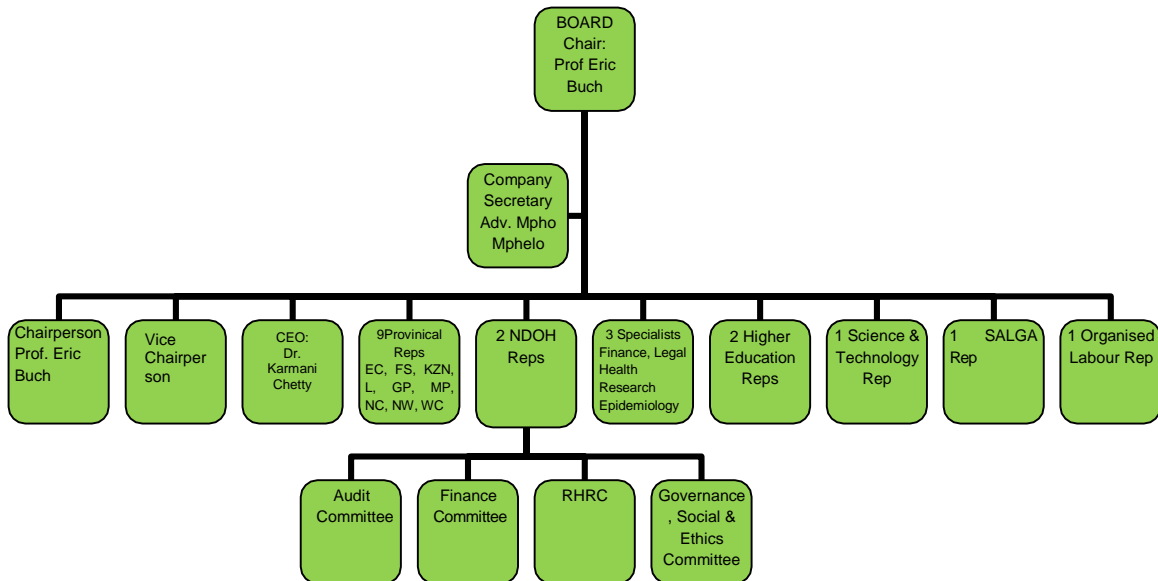 BOARD
Chair:
Prof Eric
Buch
Company
Secretary
Adv. Mpho
Mphelo
Chairperson
Prof. Eric
Buch
Vice
Chairper
son
CEO:
Dr.
Karmani
Chetty
9Provinical
Reps
EC, FS, KZN,
L, GP, MP,
NC, NW, WC
2 NDOH
Reps
3 Specialists
Finance, Legal
Health
Research
Epidemiology
2 Higher
Education
Reps
1 Science &
Technology
Rep
1 SALGA
Rep
1 Organised
Labour Rep
Audit
Committee
Finance
Committee
RHRC
Governance
, Social &
Ethics
Committee